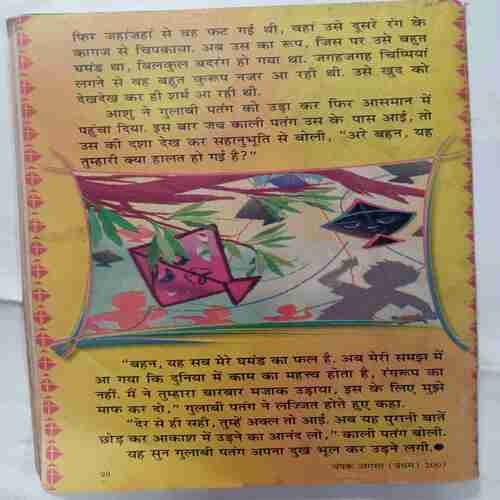 फिर जहांजहां से वह फट गई थी, वहां उसे दूसरे रंग के
कागज से चिपकाया. अब उस का रूप, जिस पर उसे बहुत
घमंड था, बिलकुल बदरंग हो गया था. जगहजगह चिप्पियां
लगने से वह बहुत कुरूप नजर आ रही थी. उसे खुद को
देखदेख कर ही शर्म आ रही थी.
आशु ने गुलाबी पतंग को उड़ा कर फिर आसमान में
पहुंचा दिया. इस बार जब काली पतंग उस के पास आई, तो
उस की दशा देख कर सहानुभूति से बोली, “अरे बहन, यह
तुम्हारी क्या हालत हो गई है?”
“बहन, यह सब मेरे घमंड का फल है. अब मेरी समझ में
आ गया कि दुनिया में काम का महत्त्व होता है, रंगरूप का
नहीं. मैं ने तुम्हारा बारबार मजाक उड़ाया, इस के लिए मुझे
माफ कर दो,” गुलाबी पतंग ने लज्जित होते हुए कहा.
“देर से ही सही, तुम्हें अक्ल तो आई. अब यह पुरानी बातें
छोड़ कर आकाश में उड़ने का आनंद लो,” काली पतंग बोली.
यह सुन गुलाबी पतंग अपना दुख भूल कर उड़ने लगी.●
चंपक अगस्त (प्रथम) 2007